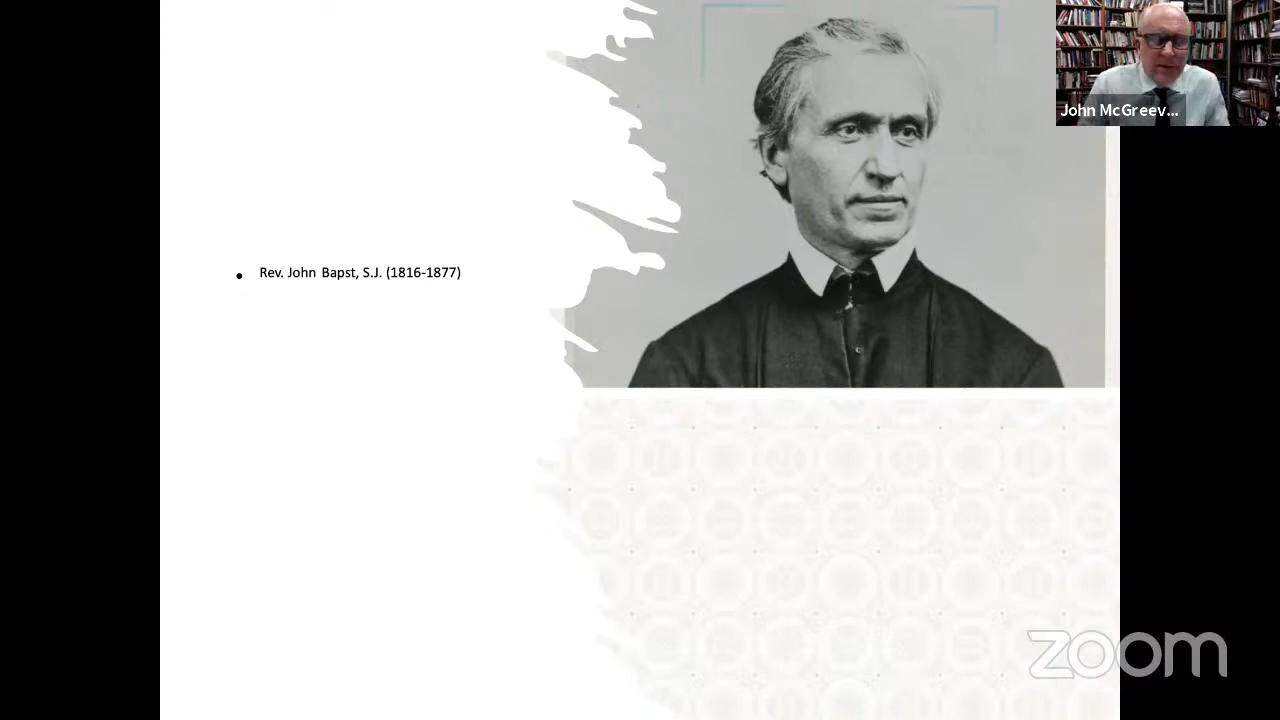 John McGreev...
• Rev. John Bapst, S.J. (1816-1877)
zoom